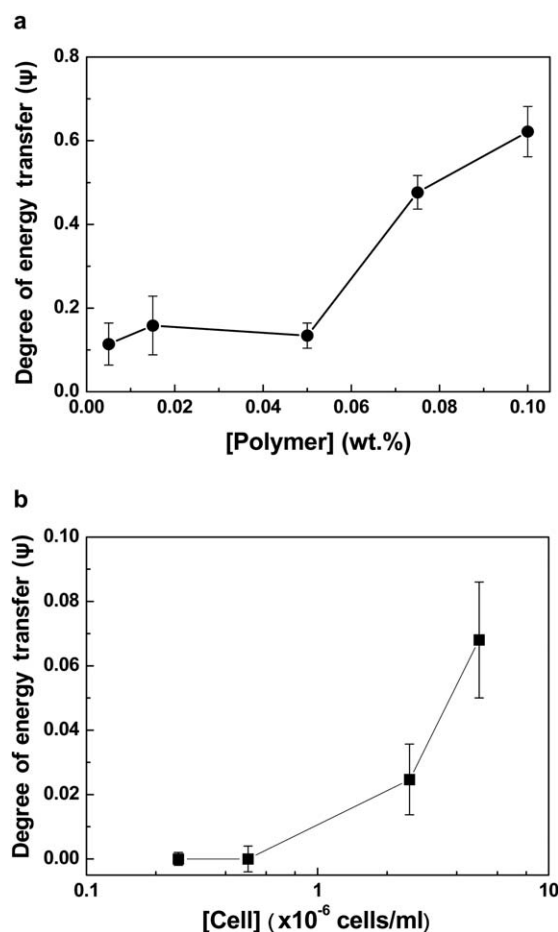 a
Degree of energy transfer (ψ)
0.8
0.6
0.4
0.2
0.0
0.00 0.02 0.04 0.06 0.08 0.10
[Polymer] (wt.%)
b
Degree of energy transfer (ψ)
0.10
0.08
0.06
0.04
0.02
0.00
0.1 1 10
[Cell] (x10⁻⁶ cells/ml)